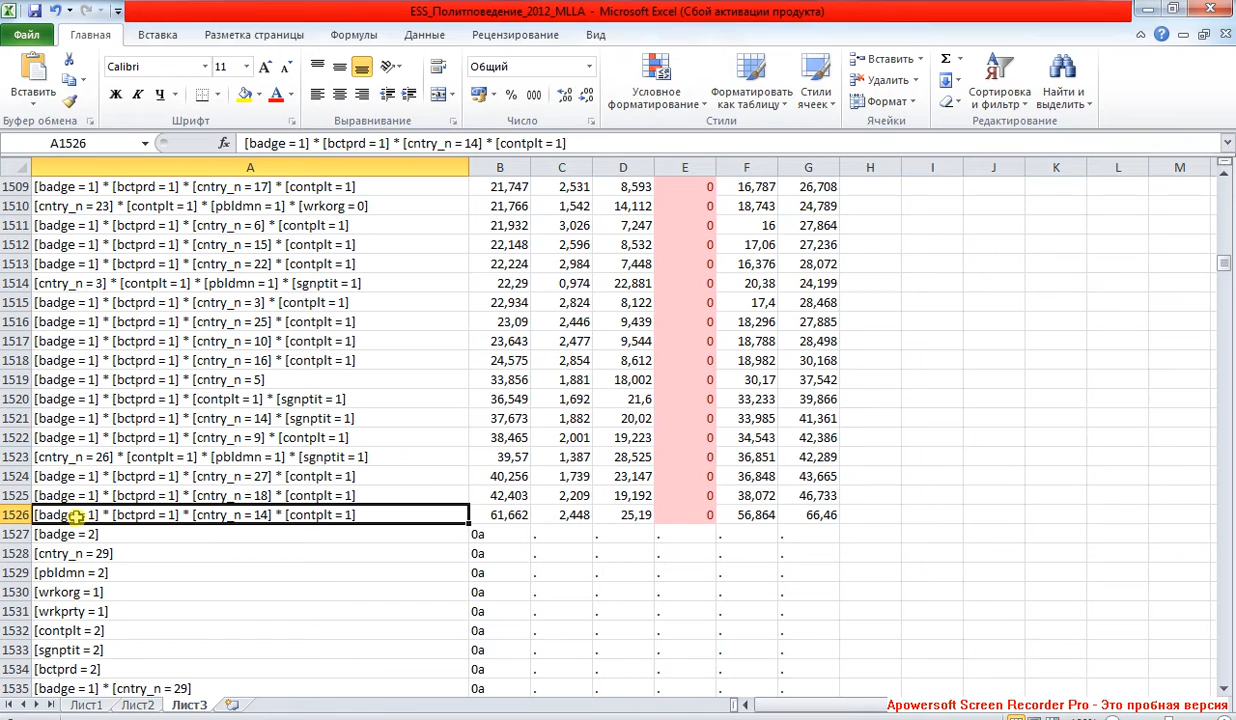 ESS_Политповедение_2012_MLLA - Microsoft Excel (Сбой активации продукта)
Файл Главная Вставка Разметка страницы Формулы Данные Рецензирование Вид
Вставить
Calibri 11
Ж К Ч
Общий
% 000
Условное форматирование
Форматировать как таблицу
Стили ячеек
Вставить
Удалить
Формат
Σ
Сортировка и фильтр
Найти и выделить
Буфер обмена Шрифт Выравнивание Число Стили Ячейки Редактирование
A1526 fx [badge = 1] * [bctprd = 1] * [cntry_n = 14] * [contplt = 1]
A B C D E F G H I J K L M
1509 [badge = 1] * [bctprd = 1] * [cntry_n = 17] * [contplt = 1] 21,747 2,531 8,593 0 16,787 26,708
1510 [cntry_n = 23] * [contplt = 1] * [pbldmn = 1] * [wrkorg = 0] 21,766 1,542 14,112 0 18,743 24,789
1511 [badge = 1] * [bctprd = 1] * [cntry_n = 6] * [contplt = 1] 21,932 3,026 7,247 0 16 27,864
1512 [badge = 1] * [bctprd = 1] * [cntry_n = 15] * [contplt = 1] 22,148 2,596 8,532 0 17,06 27,236
1513 [badge = 1] * [bctprd = 1] * [cntry_n = 22] * [contplt = 1] 22,224 2,984 7,448 0 16,376 28,072
1514 [cntry_n = 3] * [contplt = 1] * [pbldmn = 1] * [sgnptit = 1] 22,29 0,974 22,881 0 20,38 24,199
1515 [badge = 1] * [bctprd = 1] * [cntry_n = 3] * [contplt = 1] 22,934 2,824 8,122 0 17,4 28,468
1516 [badge = 1] * [bctprd = 1] * [cntry_n = 25] * [contplt = 1] 23,09 2,446 9,439 0 18,296 27,885
1517 [badge = 1] * [bctprd = 1] * [cntry_n = 10] * [contplt = 1] 23,643 2,477 9,544 0 18,788 28,498
1518 [badge = 1] * [bctprd = 1] * [cntry_n = 16] * [contplt = 1] 24,575 2,854 8,612 0 18,982 30,168
1519 [badge = 1] * [bctprd = 1] * [cntry_n = 5] 33,856 1,881 18,002 0 30,17 37,542
1520 [badge = 1] * [bctprd = 1] * [contplt = 1] * [sgnptit = 1] 36,549 1,692 21,6 0 33,233 39,866
1521 [badge = 1] * [bctprd = 1] * [cntry_n = 14] * [sgnptit = 1] 37,673 1,882 20,02 0 33,985 41,361
1522 [badge = 1] * [bctprd = 1] * [cntry_n = 9] * [contplt = 1] 38,465 2,001 19,223 0 34,543 42,386
1523 [cntry_n = 26] * [contplt = 1] * [pbldmn = 1] * [sgnptit = 1] 39,57 1,387 28,525 0 36,851 42,289
1524 [badge = 1] * [bctprd = 1] * [cntry_n = 27] * [contplt = 1] 40,256 1,739 23,147 0 36,848 43,665
1525 [badge = 1] * [bctprd = 1] * [cntry_n = 18] * [contplt = 1] 42,403 2,209 19,192 0 38,072 46,733
1526 [badge = 1] * [bctprd = 1] * [cntry_n = 14] * [contplt = 1] 61,662 2,448 25,19 0 56,864 66,46
1527 [badge = 2] 0a . . . . .
1528 [cntry_n = 29] 0a . . . . .
1529 [pbldmn = 2] 0a . . . . .
1530 [wrkorg = 1] 0a . . . . .
1531 [wrkprty = 1] 0a . . . . .
1532 [contplt = 2] 0a . . . . .
1533 [sgnptit = 2] 0a . . . . .
1534 [bctprd = 2] 0a . . . . .
1535 [badge = 1] * [cntry_n = 29] 0a . . . . .
Лист1 Лист2 Лист3
Apowersoft Screen Recorder Pro - Это пробная версия